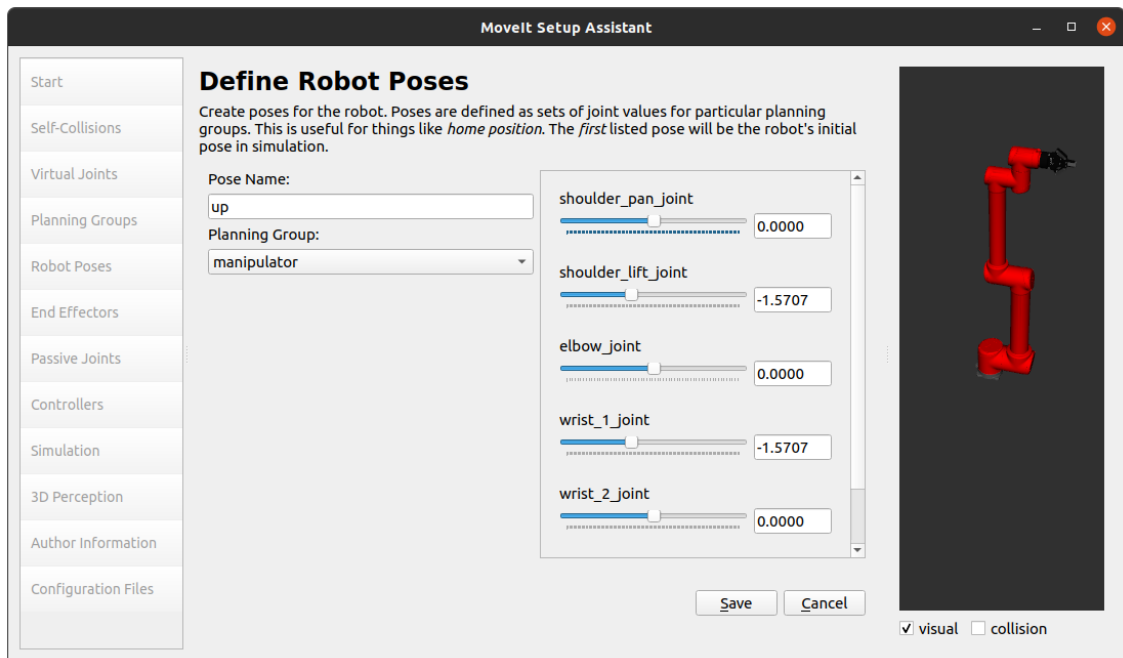 MoveIt Setup Assistant
Start
Self-Collisions
Virtual Joints
Planning Groups
Robot Poses
End Effectors
Passive Joints
Controllers
Simulation
3D Perception
Author Information
Configuration Files
Define Robot Poses
Create poses for the robot. Poses are defined as sets of joint values for particular planning
groups. This is useful for things like home position. The first listed pose will be the robot's initial
pose in simulation.
Pose Name:
up
Planning Group:
manipulator
shoulder_pan_joint
0.0000
shoulder_lift_joint
-1.5707
elbow_joint
0.0000
wrist_1_joint
-1.5707
wrist_2_joint
0.0000
Save
Cancel
visual
collision